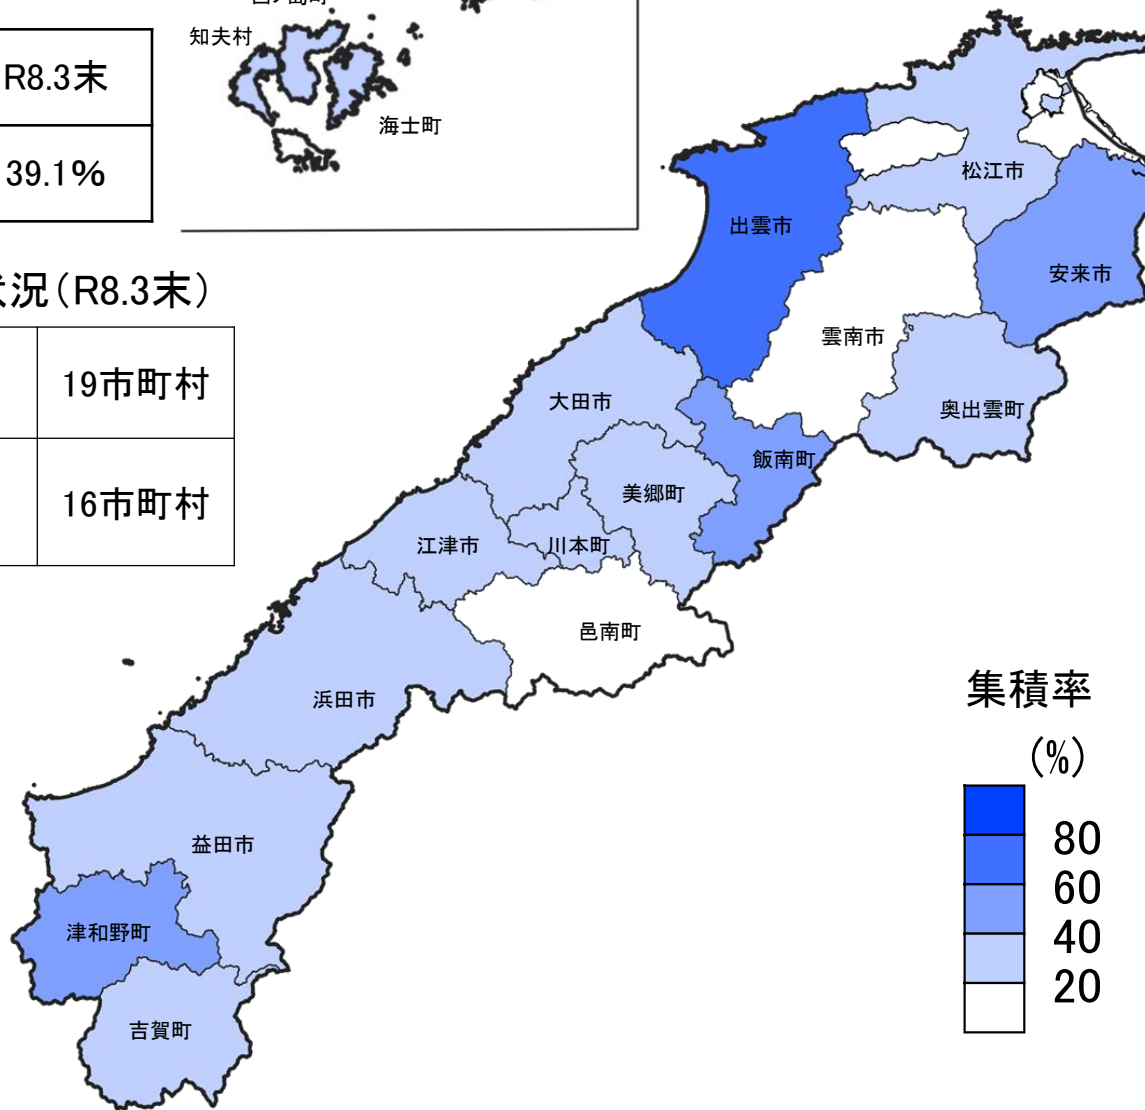 知夫村
海士町
R8.3末
39.1%
況(R8.3末)
19市町村
16市町村
松江市
出雲市
安来市
雲南市
奥出雲町
大田市
飯南町
美郷町
江津市
川本町
邑南町
浜田市
益田市
津和野町
吉賀町
集積率
(%)
80
60
40
20